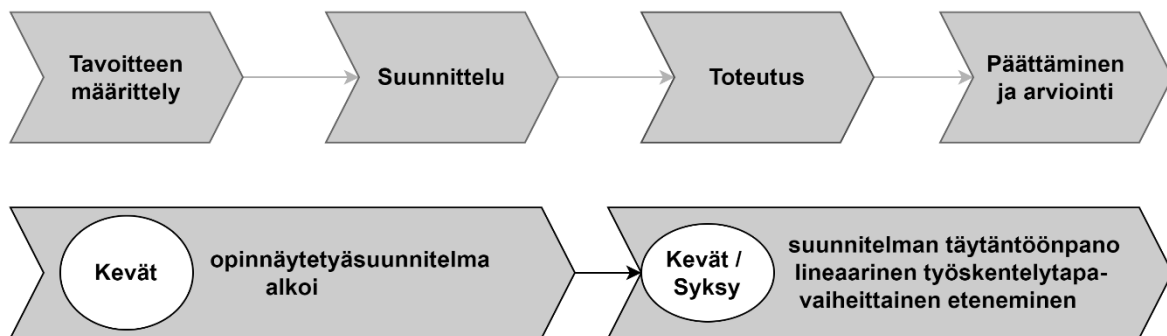 Tavoitteen
määrittely
Suunnittelu
Toteutus
Päättäminen
ja arviointi
Kevät
opinnäytetyäsuunnitelma
alkoi
Kevät /
Syksy
suunnitelman täytäntöönpano
lineaarinen työskentelytapa-
vaiheittainen eteneminen